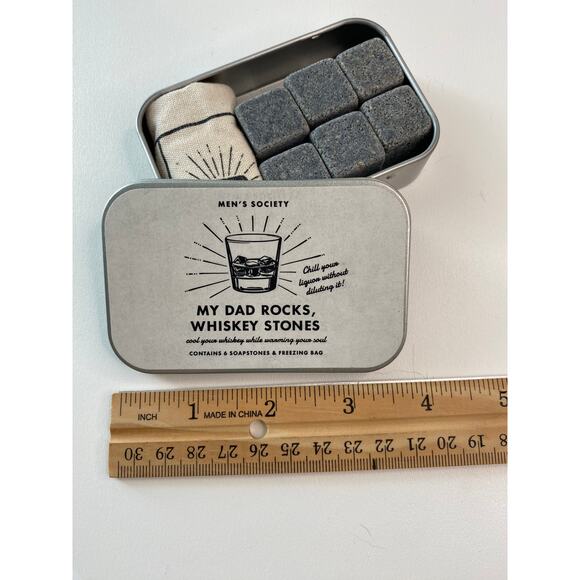 MEN'S SOCIETY
Chill your
liquor without
diluting it!
MY DAD ROCKS,
WHISKEY STONES
cool your whiskey while warming your soul
CONTAINS 6 SOAPSTONES & FREEZING BAG
INCH 1 MADE IN CHINA 2 3 4 5
30 29 28 27 26 25 24 23 22 21 20 19 18